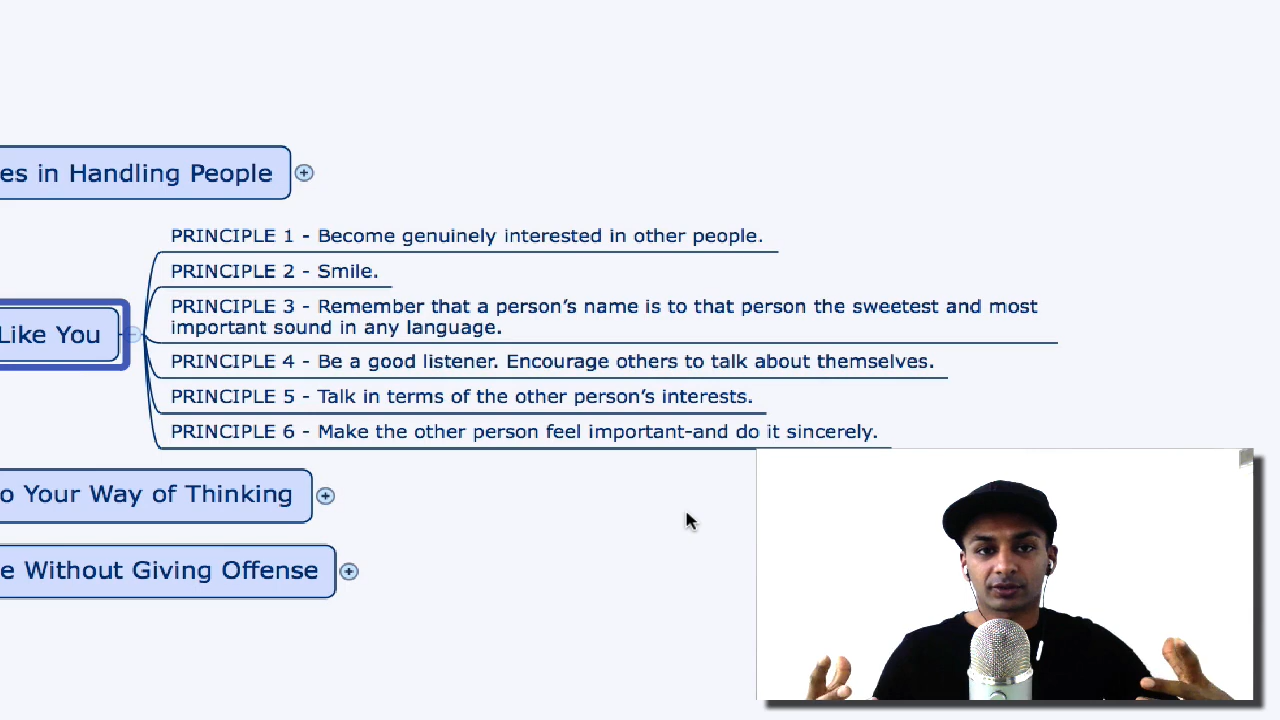 es in Handling People
PRINCIPLE 1 - Become genuinely interested in other people.
PRINCIPLE 2 - Smile.
PRINCIPLE 3 - Remember that a person’s name is to that person the sweetest and most
important sound in any language.
Like You
PRINCIPLE 4 - Be a good listener. Encourage others to talk about themselves.
PRINCIPLE 5 - Talk in terms of the other person’s interests.
PRINCIPLE 6 - Make the other person feel important-and do it sincerely.
o Your Way of Thinking
e Without Giving Offense